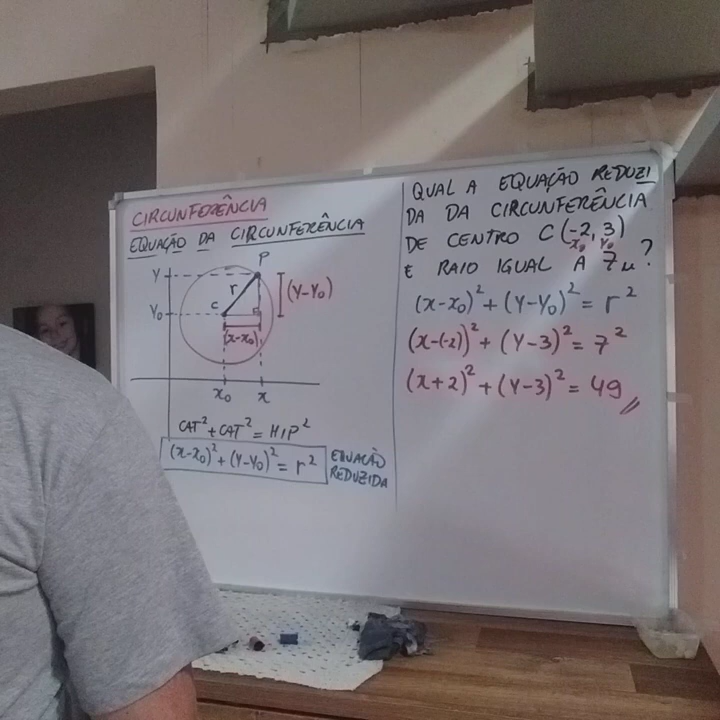 CIRCUNFERÊNCIA
EQUAÇÃO DA CIRCUNFERÊNCIA
P
Y
r
(Y-Y₀)
Y₀
C
(x-x₀)
x₀ x
CAT² + CAT² = HIP²
(x-x₀)² + (Y-Y₀)² = r²
EQUAÇÃO
REDUZIDA
QUAL A EQUAÇÃO REDUZI
DA DA CIRCUNFERÊNCIA
DE CENTRO C(-2, 3)
x₀ Y₀
E RAIO IGUAL A 7u?
(x-x₀)² + (Y-Y₀)² = r²
(x-(-2))² + (Y-3)² = 7²
(x+2)² + (Y-3)² = 49